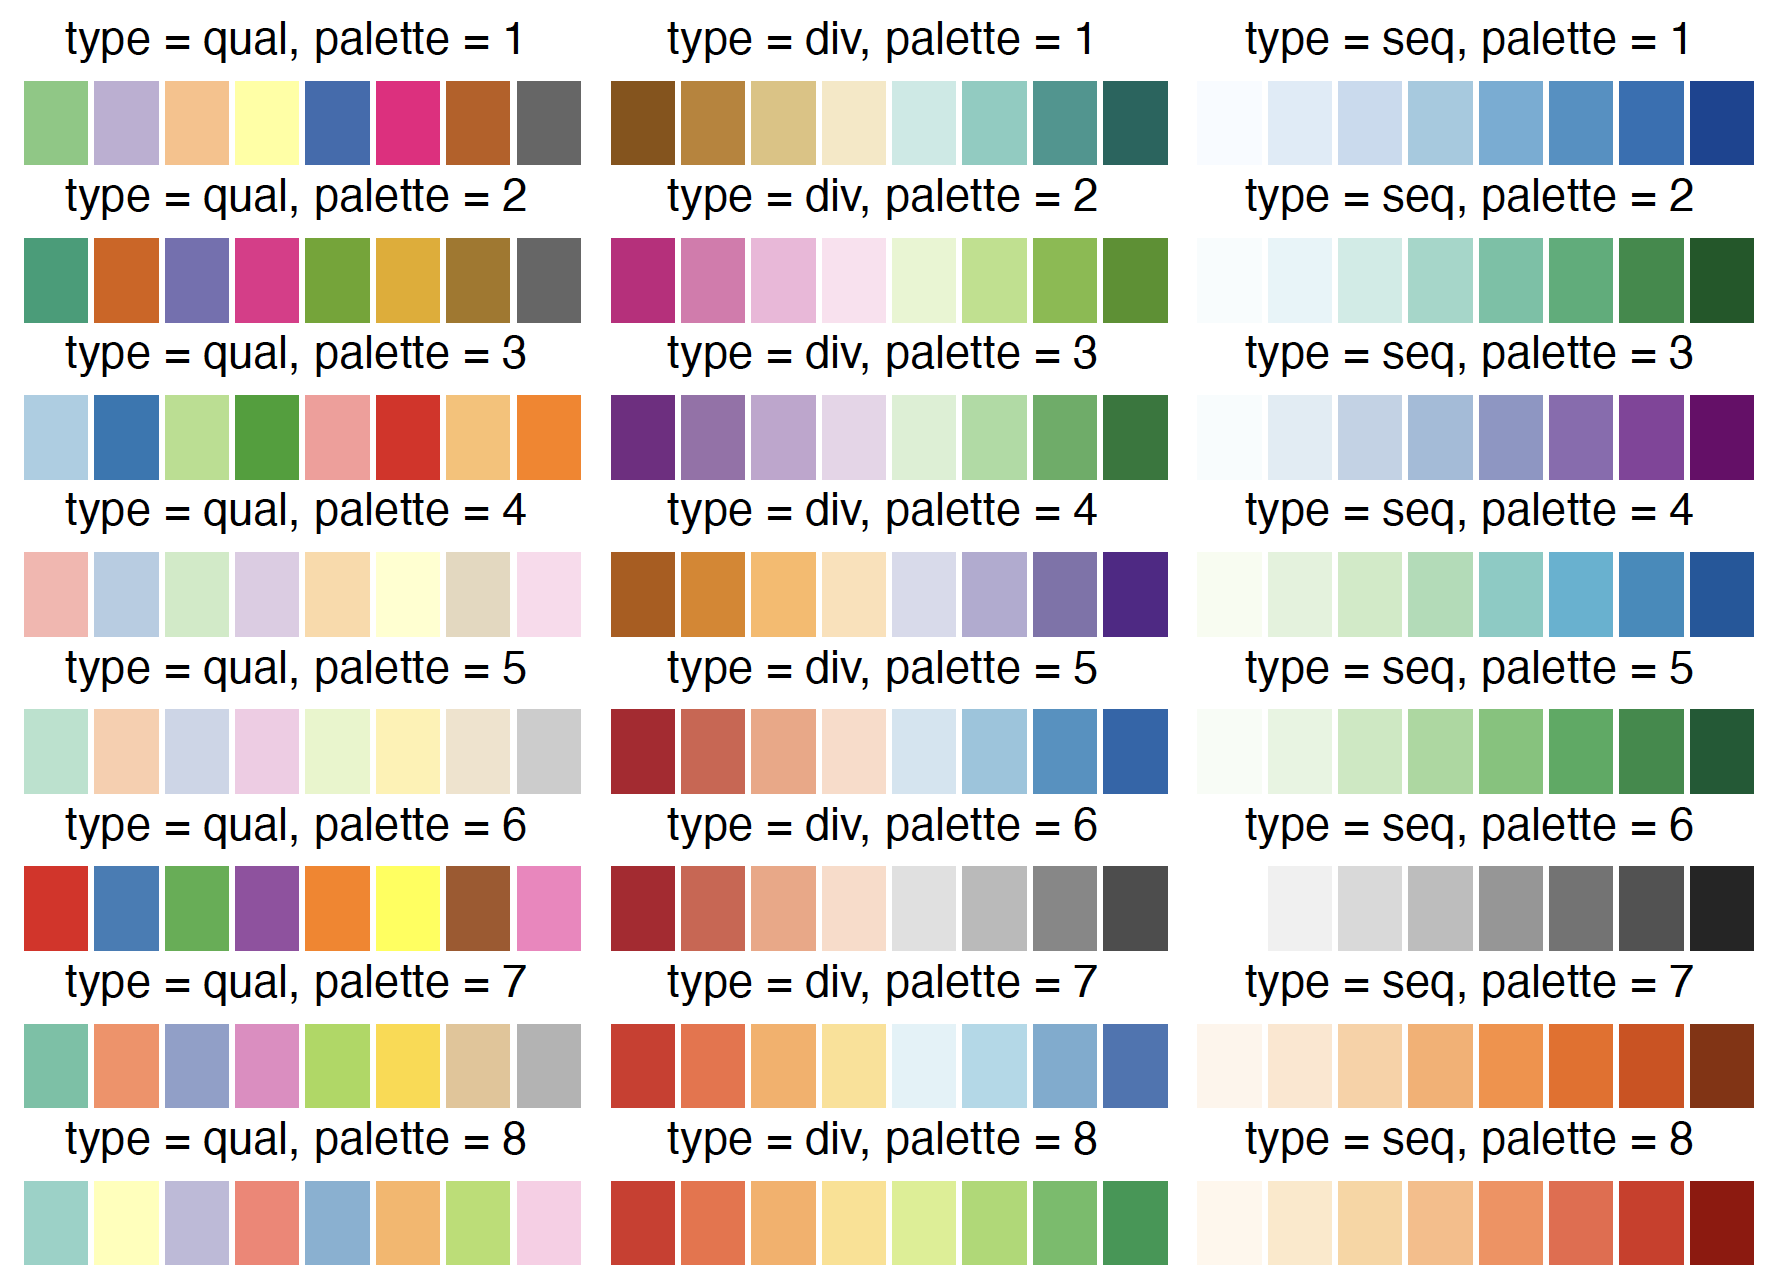 type = qual, palette = 1
type = div, palette = 1
type = seq, palette = 1
type = qual, palette = 2
type = div, palette = 2
type = seq, palette = 2
type = qual, palette = 3
type = div, palette = 3
type = seq, palette = 3
type = qual, palette = 4
type = div, palette = 4
type = seq, palette = 4
type = qual, palette = 5
type = div, palette = 5
type = seq, palette = 5
type = qual, palette = 6
type = div, palette = 6
type = seq, palette = 6
type = qual, palette = 7
type = div, palette = 7
type = seq, palette = 7
type = qual, palette = 8
type = div, palette = 8
type = seq, palette = 8